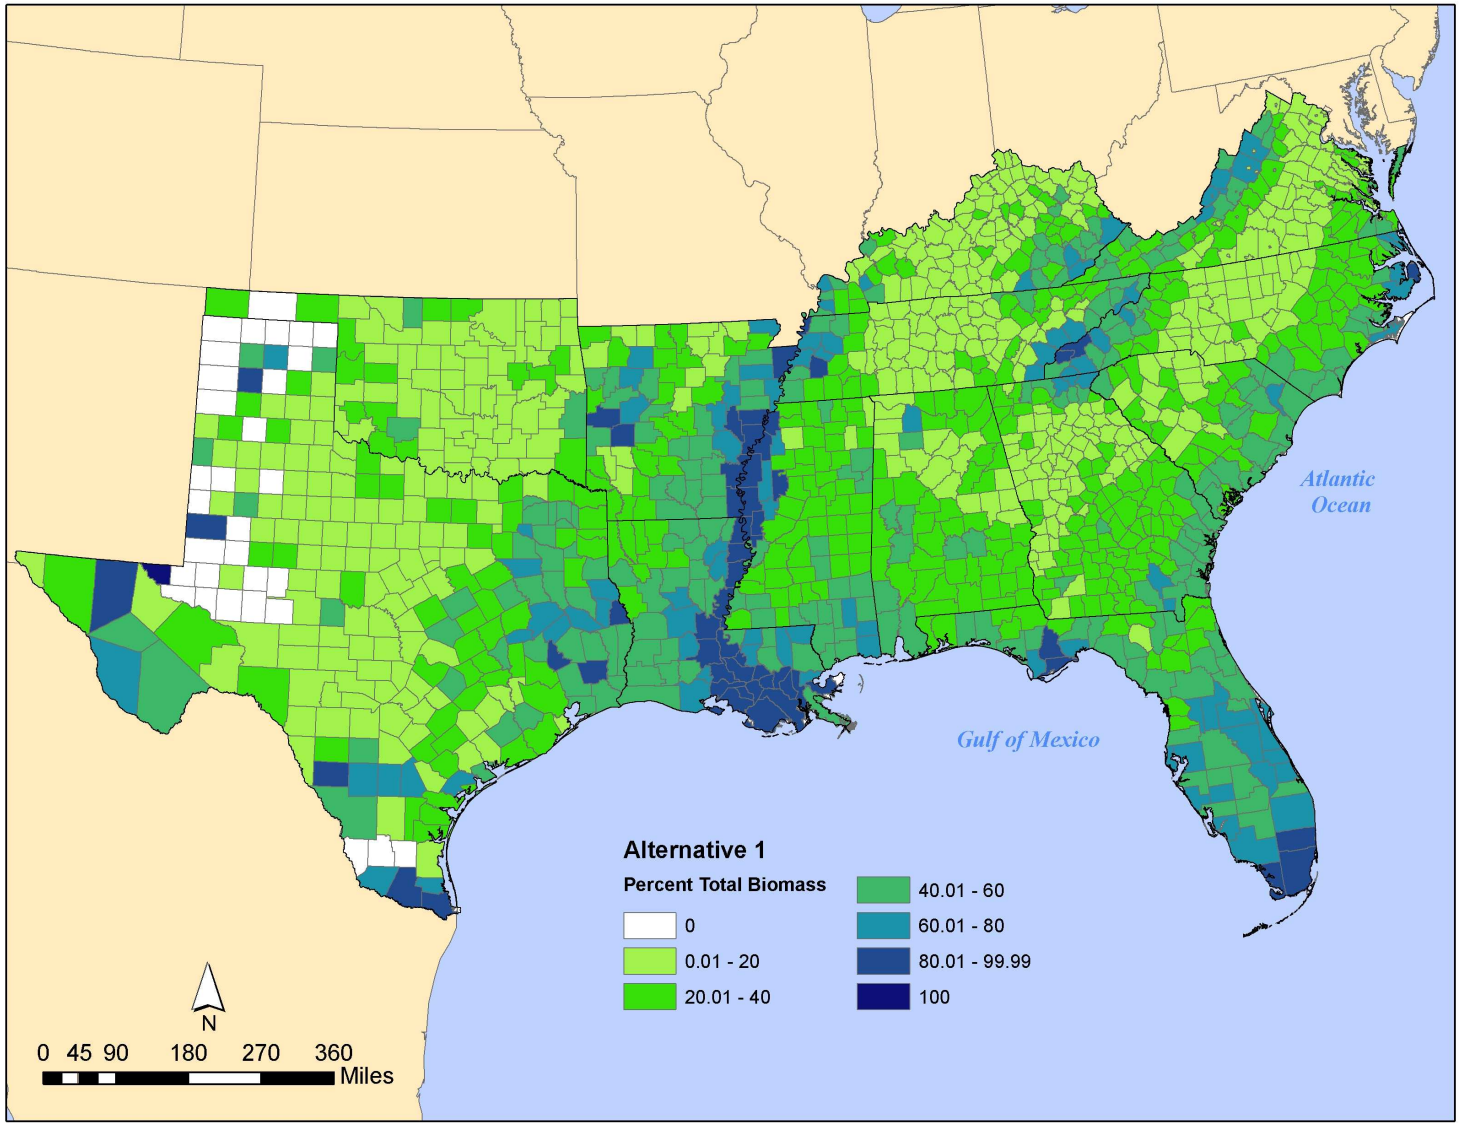 Atlantic
Ocean
Gulf of Mexico
Alternative 1
Percent Total Biomass
0
0.01 - 20
20.01 - 40
40.01 - 60
60.01 - 80
80.01 - 99.99
100
N
0 45 90 180 270 360
Miles